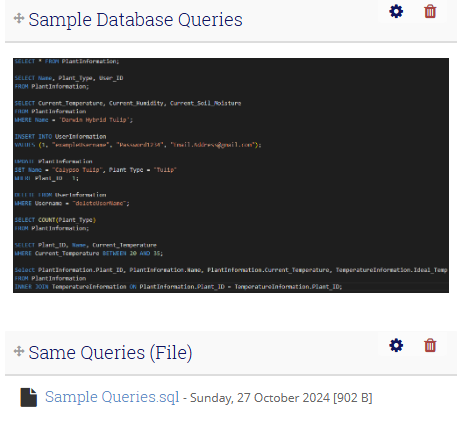 Sample Database Queries
SELECT * FROM PlantInformation;
SELECT Name, Plant_Type, User_ID
FROM PlantInformation;
SELECT Current_Temperature, Current_Humidity, Current_Soil_Moisture
FROM PlantInformation
WHERE Name = 'Darwin Hybrid Tulip';
INSERT INTO UserInformation
VALUES (1, "exampleUsername", "Password1234", "Email.Address@gmail.com");
UPDATE PlantInformation
SET Name = "Calypso Tulip", Plant_Type = "Tulip"
WHERE Plant_ID = 1;
DELETE FROM UserInformation
WHERE Username = "deleteUserName";
SELECT COUNT(Plant_Type)
FROM PlantInformation;
SELECT Plant_ID, Name, Current_Temperature
WHERE Current_Temperature BETWEEN 20 AND 35;
Select PlantInformation.Plant_ID, PlantInformation.Name, PlantInformation.Current_Temperature, TemperatureInformation.Ideal_Temp
FROM PlantInformation
INNER JOIN TemperatureInformation ON PlantInformation.Plant_ID = TemperatureInformation.Plant_ID;
Same Queries (File)
Sample Queries.sql - Sunday, 27 October 2024 [902 B]